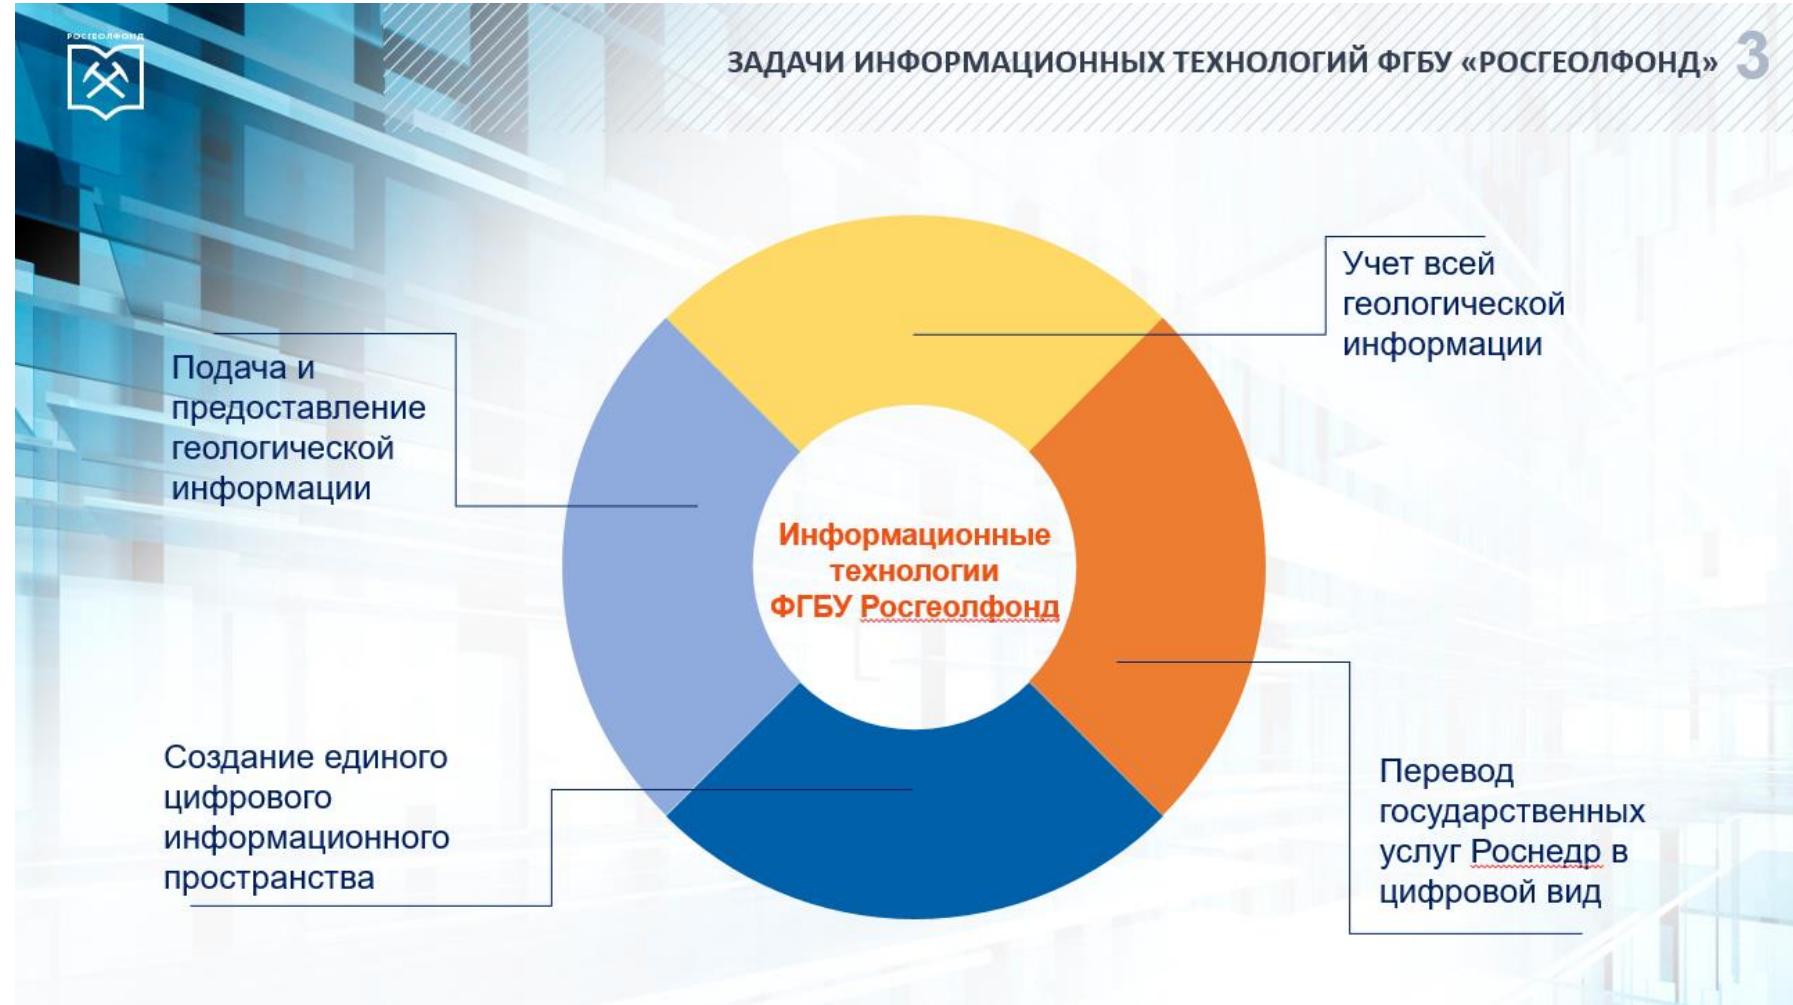 РОСГЕОЛФОНД
ЗАДАЧИ ИНФОРМАЦИОННЫХ ТЕХНОЛОГИЙ ФГБУ «РОСГЕОЛФОНД» 3
Учет всей
геологической
информации
Подача и
предоставление
геологической
информации
Информационные
технологии
ФГБУ Росгеолфонд
Создание единого
цифрового
информационного
пространства
Перевод
государственных
услуг Роснедр в
цифровой вид